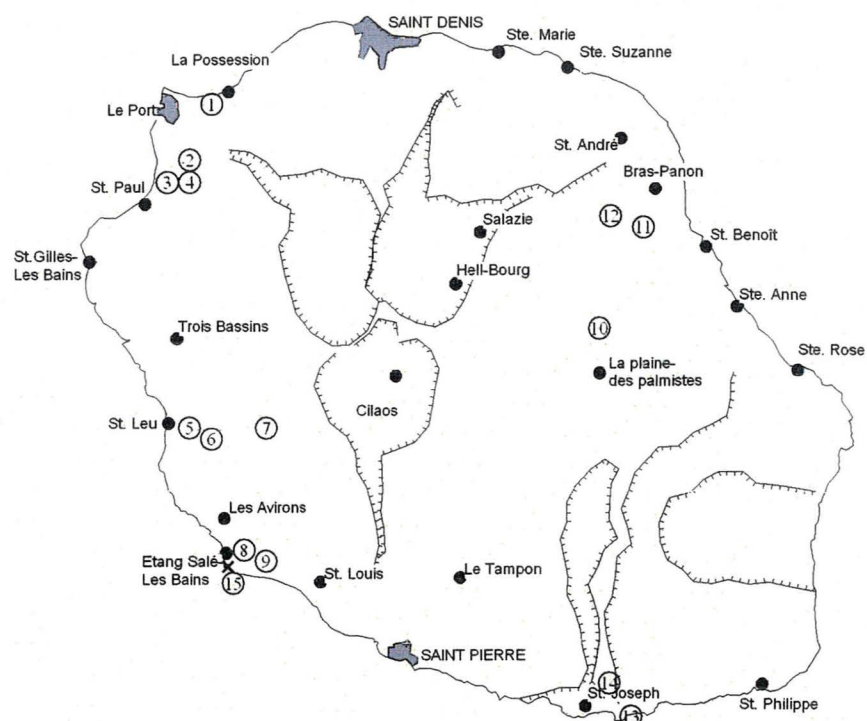 SAINT DENIS
Ste. Marie
Ste. Suzanne
La Possession
Le Port
1
St. André
2
3
4
St. Paul
Bras-Panon
12
11
Salazie
St. Benoît
St.Gilles-
Les Bains
Hell-Bourg
Ste. Anne
10
Trois Bassins
Ste. Rose
La plaine-
des palmistes
Cilaos
St. Leu
5
6
7
Les Avirons
8
9
Etang Salé
Les Bains
15
St. Louis
Le Tampon
SAINT PIERRE
14
St. Joseph
13
St. Philippe